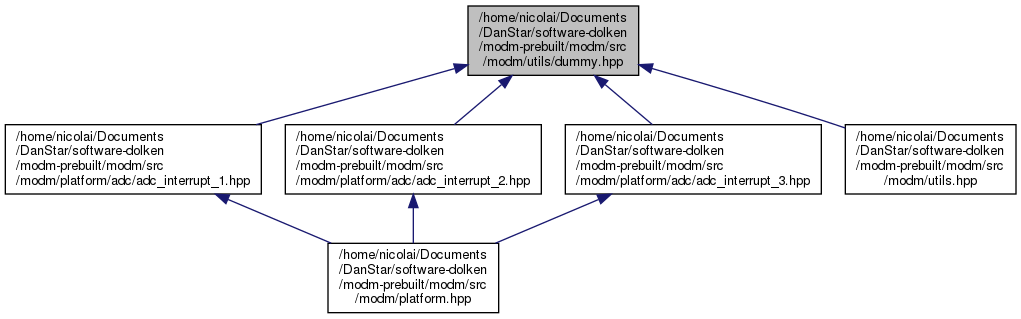 /home/nicolai/Documents
/DanStar/software-dolken
/modm-prebuilt/modm/src
/modm/utils/dummy.hpp
/home/nicolai/Documents
/DanStar/software-dolken
/modm-prebuilt/modm/src
/modm/platform/adc/adc_interrupt_1.hpp
/home/nicolai/Documents
/DanStar/software-dolken
/modm-prebuilt/modm/src
/modm/platform/adc/adc_interrupt_2.hpp
/home/nicolai/Documents
/DanStar/software-dolken
/modm-prebuilt/modm/src
/modm/platform/adc/adc_interrupt_3.hpp
/home/nicolai/Documents
/DanStar/software-dolken
/modm-prebuilt/modm/src
/modm/utils.hpp
/home/nicolai/Documents
/DanStar/software-dolken
/modm-prebuilt/modm/src
/modm/platform.hpp